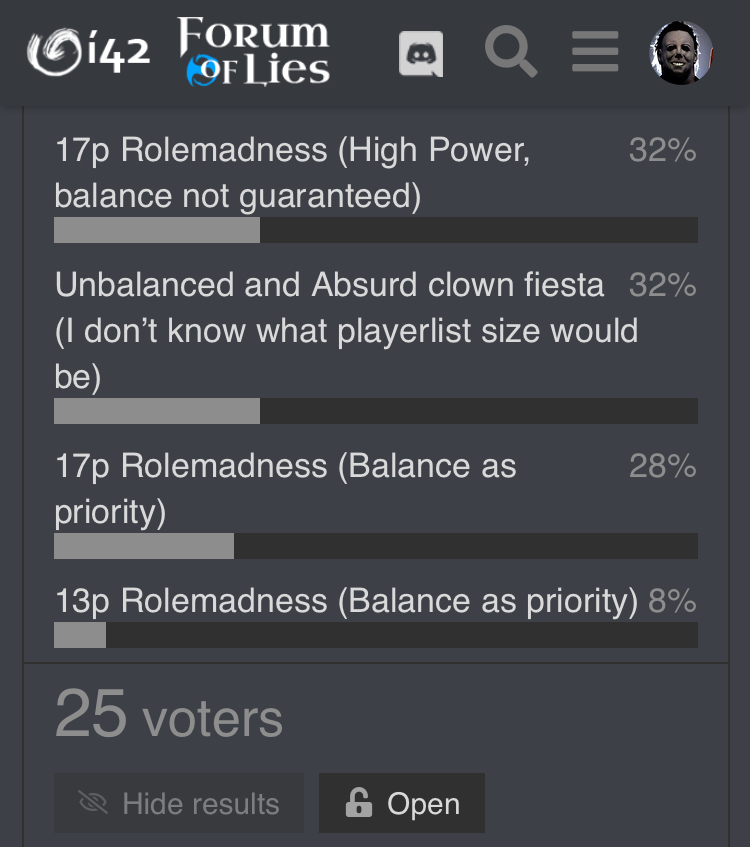 i42 FORUM
OF LIES
17p Rolemadness (High Power, 32%
balance not guaranteed)
Unbalanced and Absurd clown fiesta 32%
(I don’t know what playerlist size would
be)
17p Rolemadness (Balance as 28%
priority)
13p Rolemadness (Balance as priority) 8%
25 voters
Hide results Open